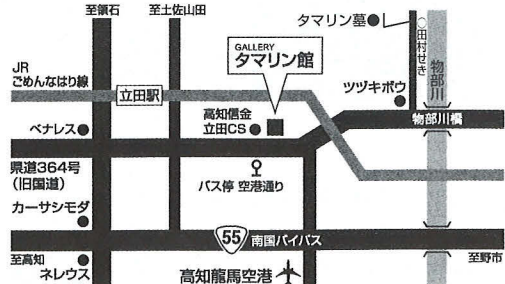 至領石
至土佐山田
タマリン墓
○田村せき
GALLERY
タマリン館
物部川
JR
ごめんなはり線
立田駅
ツヅキボウ
高知信金
立田CS
ベナレス
物部川橋
県道364号
(旧国道)
バス停 空港通り
カーサシモダ
55
南国バイパス
至高知
至野市
ネレウス
高知龍馬空港